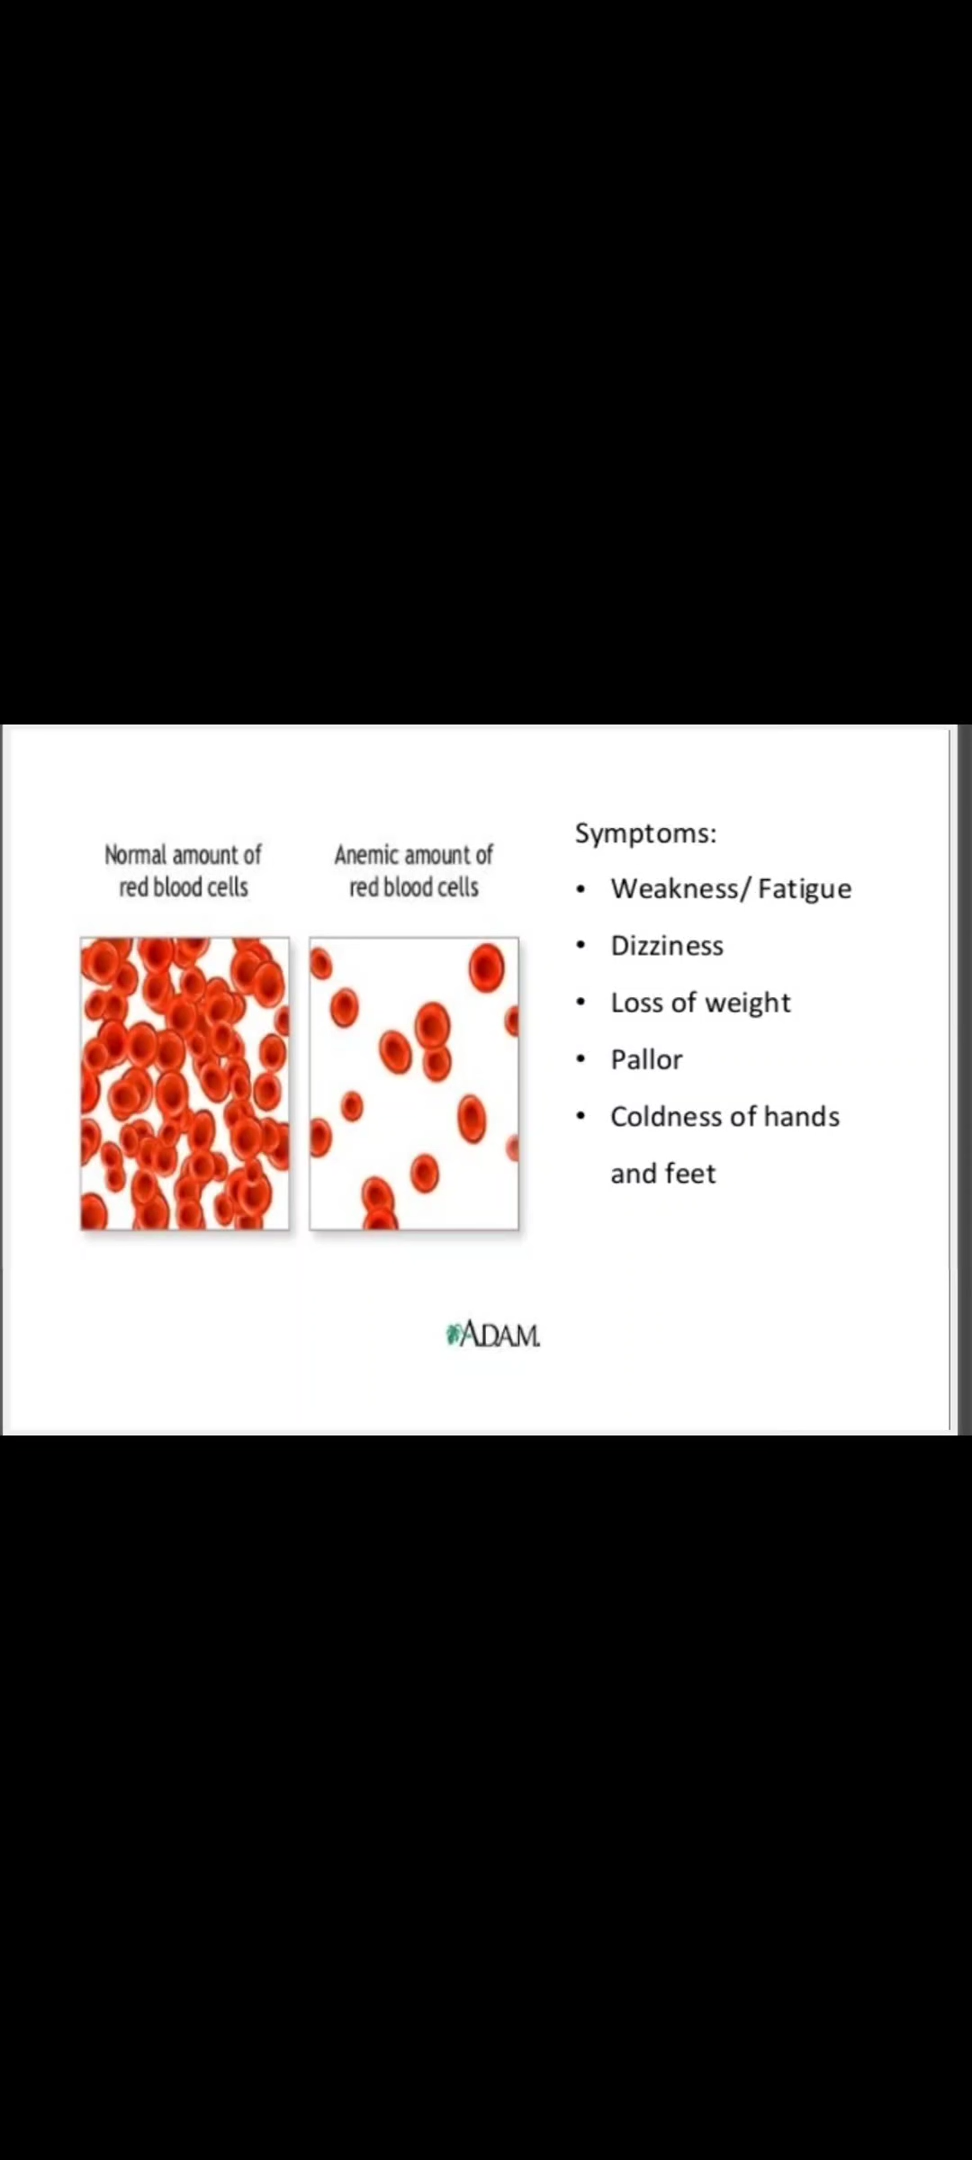 Normal amount of
red blood cells
Anemic amount of
red blood cells
Symptoms:
• Weakness/ Fatigue
• Dizziness
• Loss of weight
• Pallor
• Coldness of hands
and feet
ADAM.